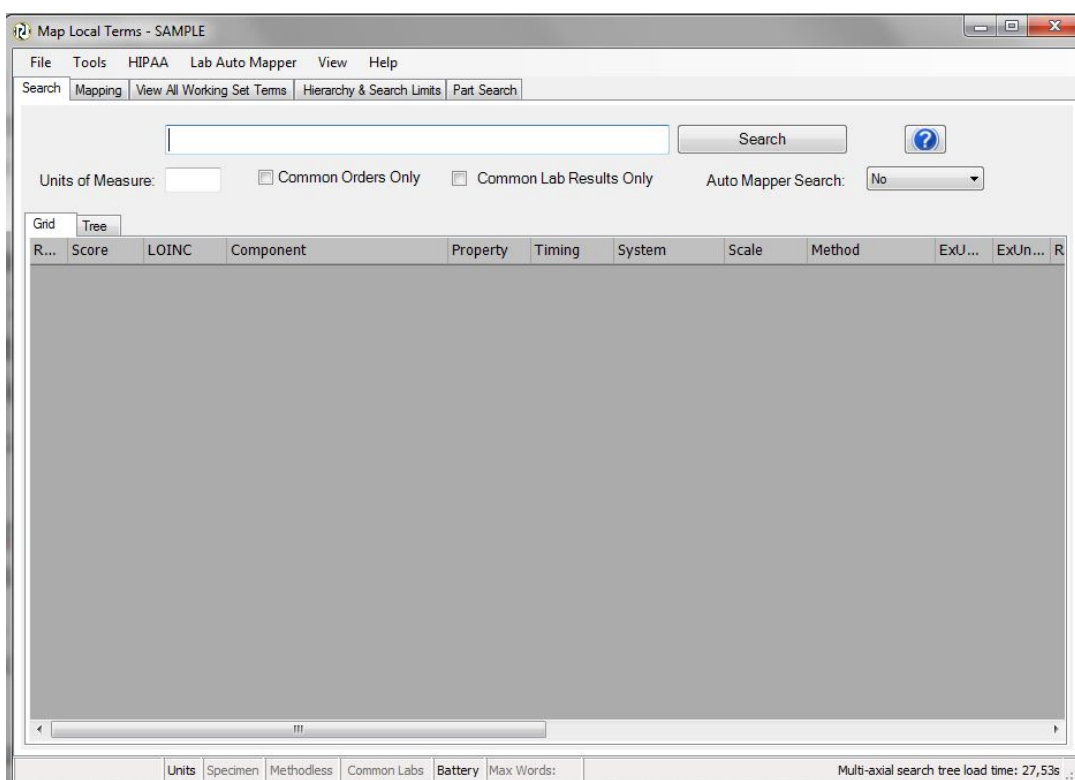 Map Local Terms - SAMPLE
File Tools HIPAA Lab Auto Mapper View Help
Search Mapping View All Working Set Terms Hierarchy & Search Limits Part Search
Search
Units of Measure: Common Orders Only Common Lab Results Only Auto Mapper Search: No
Grid Tree
R... Score LOINC Component Property Timing System Scale Method ExU... ExUn... R
Units Specimen Methodless Common Labs Battery Max Words: Multi-axial search tree load time: 27,53s